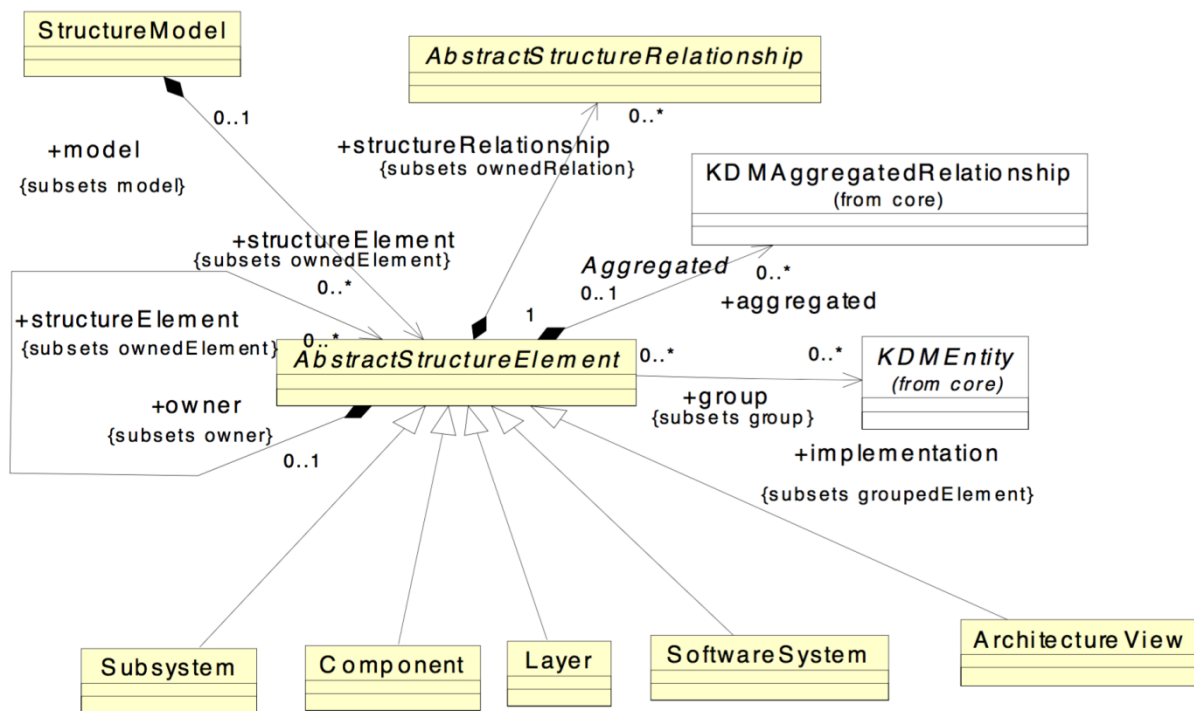 StructureModel
AbstractStructureRelationship
0..1
0..*
+model
{subsets model}
+structureRelationship
{subsets ownedRelation}
KDMAggregatedRelationship
(from core)
+structureElement
{subsets ownedElement}
0..*
Aggregated
0..1
0..*
+aggregated
+structureElement
{subsets ownedElement}
0..*
1
AbstractStructureElement
0..*
0..*
KDMEntity
(from core)
+group
{subsets group}
+owner
{subsets owner}
0..1
+implementation
{subsets groupedElement}
Subsystem
Component
Layer
SoftwareSystem
ArchitectureView